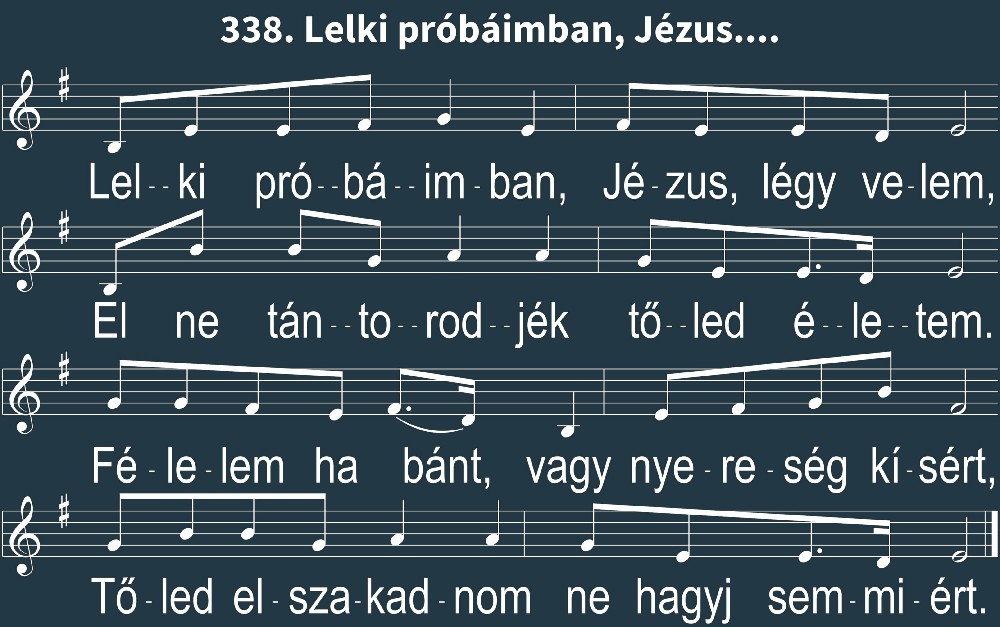 338. Lelki próbáimban, Jézus....
Lel--ki pró--bá--im-ban, Jé-zus, légy ve-lem,
El ne tán--to--rod--jék tő--led é--le--tem.
Fé-le-lem ha bánt, vagy nye-re-ség kí-sért,
Tő-led el-sza-kad-nom ne hagyj sem-mi-ért.